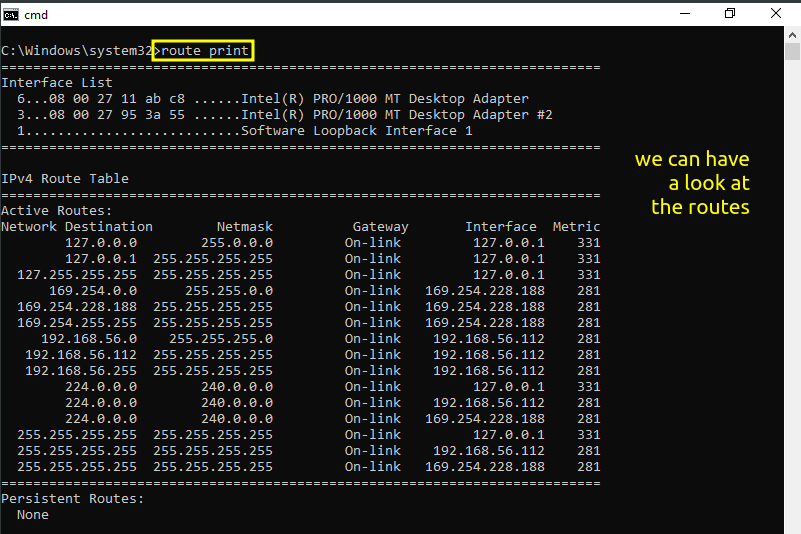 cmd
C:\Windows\system32>route print
===========================================================================
Interface List
  6...08 00 27 11 ab c8 ......Intel(R) PRO/1000 MT Desktop Adapter
  3...08 00 27 95 3a 55 ......Intel(R) PRO/1000 MT Desktop Adapter #2
  1...........................Software Loopback Interface 1
===========================================================================
we can have
a look at
the routes
IPv4 Route Table
===========================================================================
Active Routes:
Network Destination        Netmask          Gateway       Interface  Metric
        127.0.0.0        255.0.0.0         On-link         127.0.0.1    331
        127.0.0.1  255.255.255.255         On-link         127.0.0.1    331
  127.255.255.255  255.255.255.255         On-link         127.0.0.1    331
      169.254.0.0      255.255.0.0         On-link   169.254.228.188    281
  169.254.228.188  255.255.255.255         On-link   169.254.228.188    281
  169.254.255.255  255.255.255.255         On-link   169.254.228.188    281
     192.168.56.0    255.255.255.0         On-link    192.168.56.112    281
   192.168.56.112  255.255.255.255         On-link    192.168.56.112    281
   192.168.56.255  255.255.255.255         On-link    192.168.56.112    281
        224.0.0.0        240.0.0.0         On-link         127.0.0.1    331
        224.0.0.0        240.0.0.0         On-link    192.168.56.112    281
        224.0.0.0        240.0.0.0         On-link   169.254.228.188    281
  255.255.255.255  255.255.255.255         On-link         127.0.0.1    331
  255.255.255.255  255.255.255.255         On-link    192.168.56.112    281
  255.255.255.255  255.255.255.255         On-link   169.254.228.188    281
===========================================================================
Persistent Routes:
  None